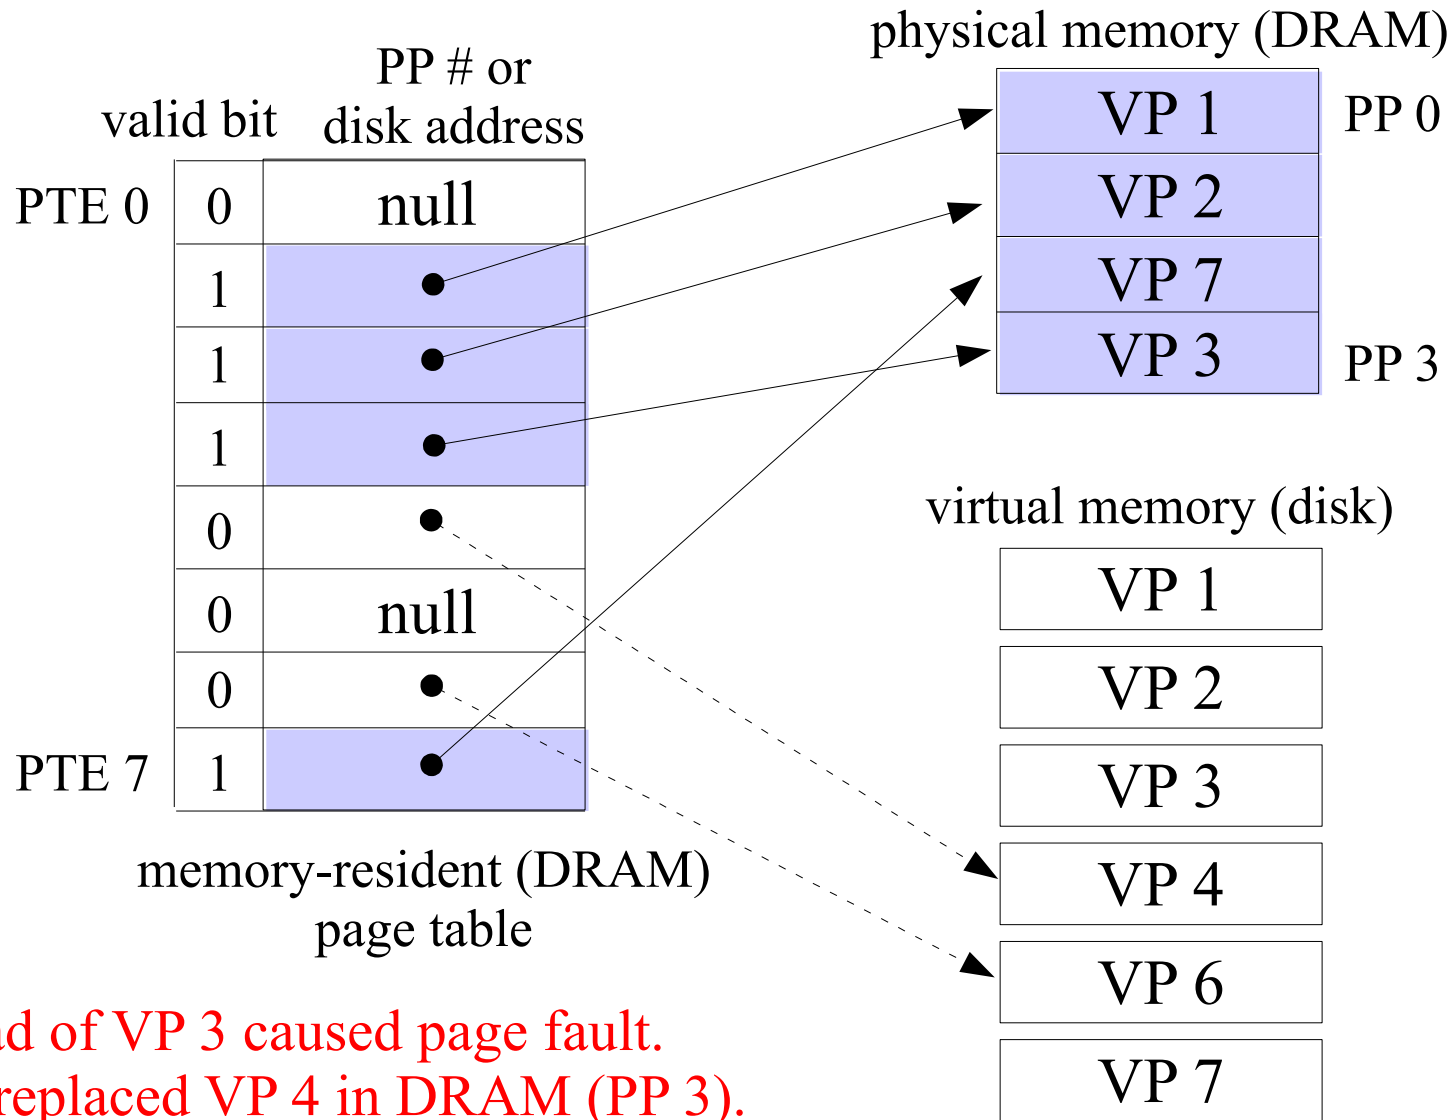 PP # or
valid bit disk address
PTE 0 0 null
1
1
1
0
0 null
0
PTE 7 1
memory-resident (DRAM)
page table
physical memory (DRAM)
VP 1 PP 0
VP 2
VP 7
VP 3 PP 3
virtual memory (disk)
VP 1
VP 2
VP 3
VP 4
VP 6
VP 7
of VP 3 caused page fault.
replaced VP 4 in DRAM (PP 3).